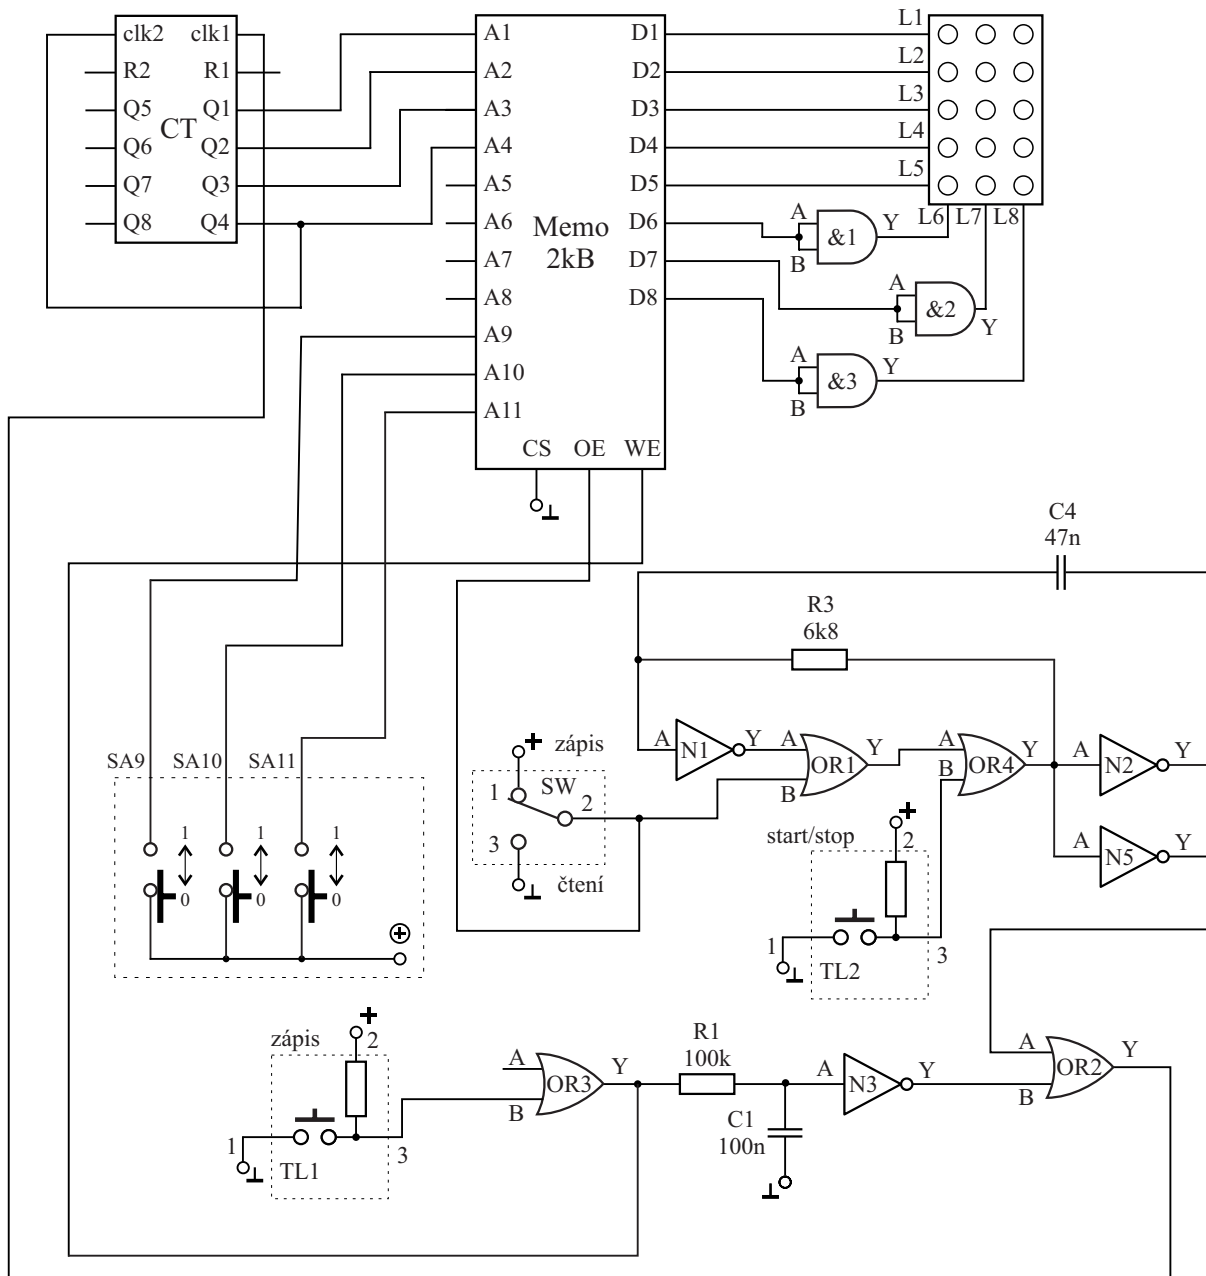 clk2 clk1
R2 R1
Q5 Q1
CT
Q6 Q2
Q7 Q3
Q8 Q4
A1 D1
A2 D2
A3 D3
A4 D4
A5 D5
A6 D6
A7 D7
A8 D8
A9
A10
A11
Memo
2kB
CS OE WE
L1
L2
L3
L4
L5
L6 L7 L8
A
B
&1
Y
A
B
&2
Y
A
B
&3
Y
C4
47n
R3
6k8
A N1 Y
A
B
OR1
Y
A
B
OR4
Y
A N2 Y
A N5 Y
SA9 SA10 SA11
1 1 1
0 0 0
+
+ zápis
1 SW 2
3
čtení
start/stop
+
2
1
TL2
3
zápis
+
2
1
TL1
3
A
B
OR3
Y
R1
100k
C1
100n
A N3 Y
A
B
OR2
Y